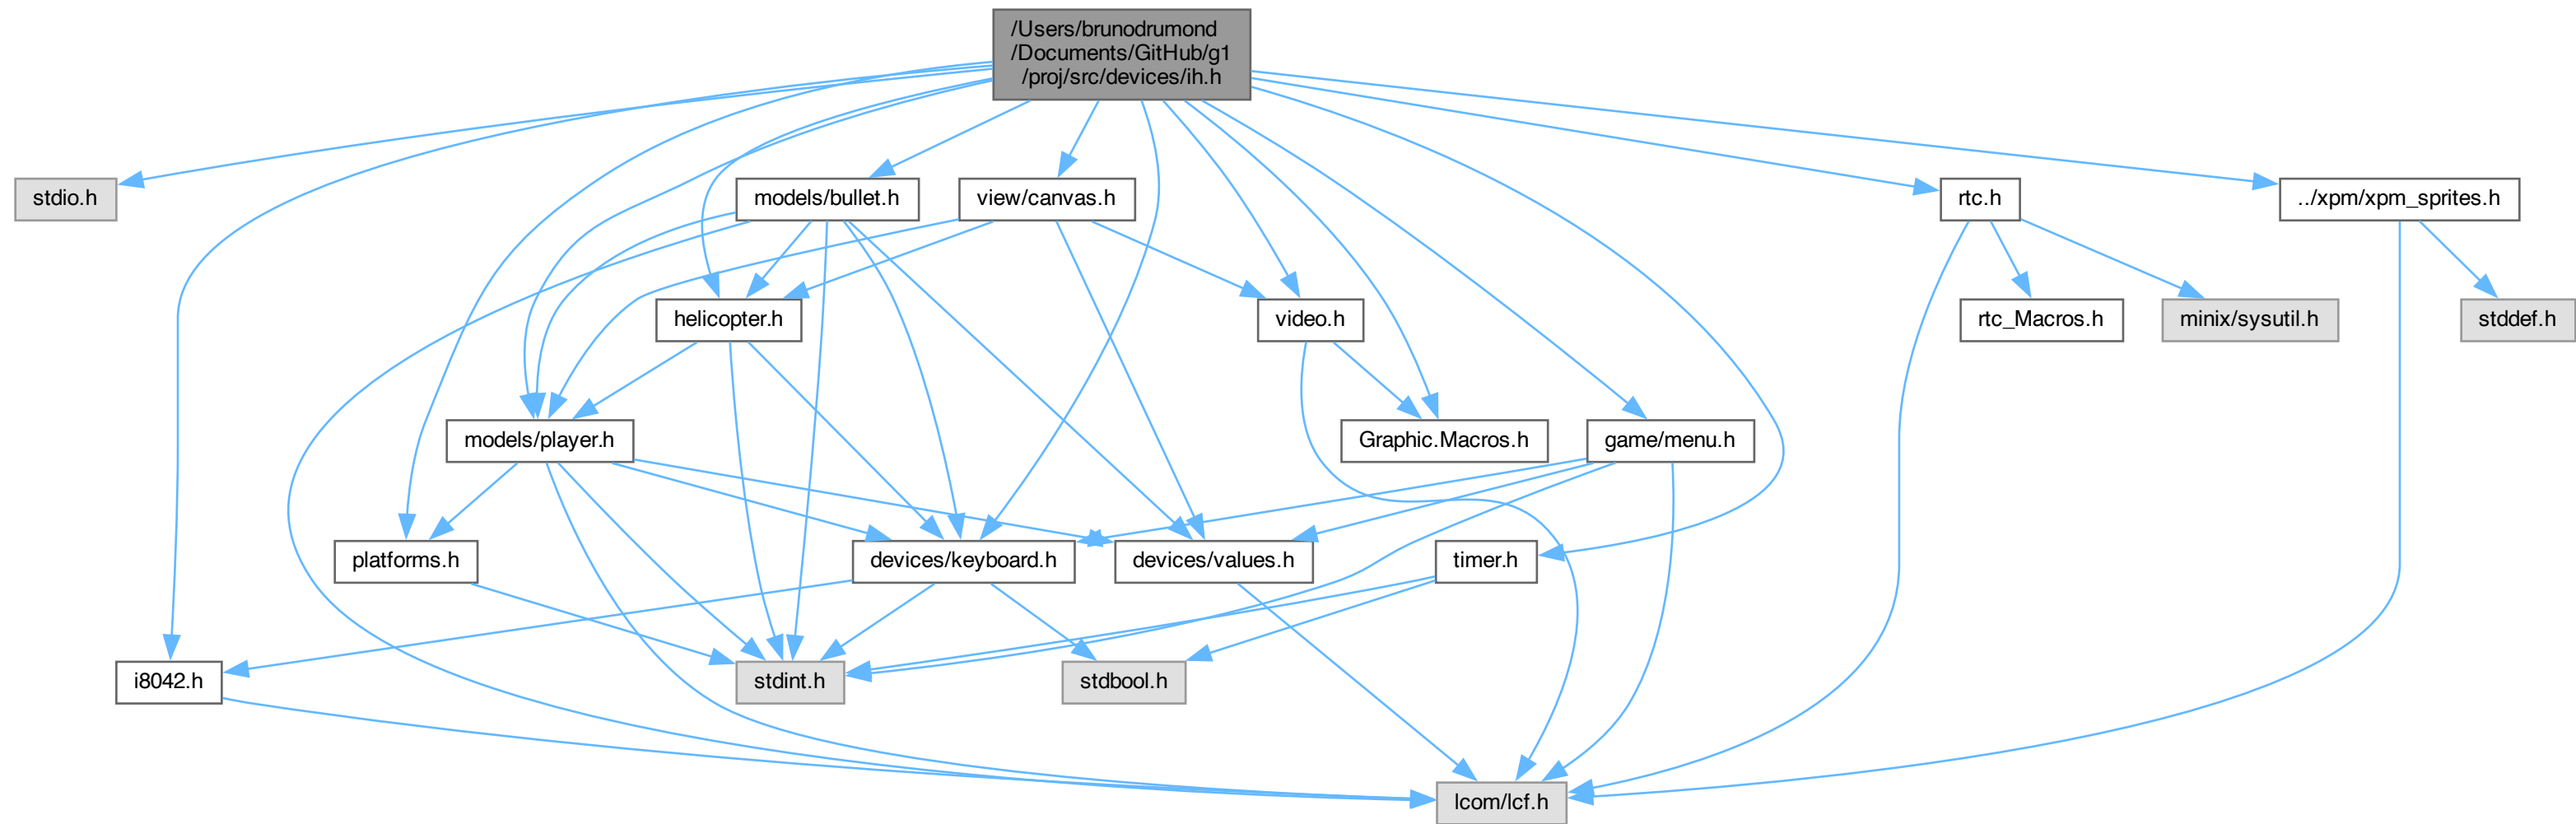 /Users/brunodrumond
/Documents/GitHub/g1
/proj/src/devices/ih.h
stdio.h
models/bullet.h
view/canvas.h
rtc.h
../xpm/xpm_sprites.h
helicopter.h
video.h
rtc_Macros.h
minix/sysutil.h
stddef.h
models/player.h
Graphic.Macros.h
game/menu.h
platforms.h
devices/keyboard.h
devices/values.h
timer.h
i8042.h
stdint.h
stdbool.h
lcom/lcf.h